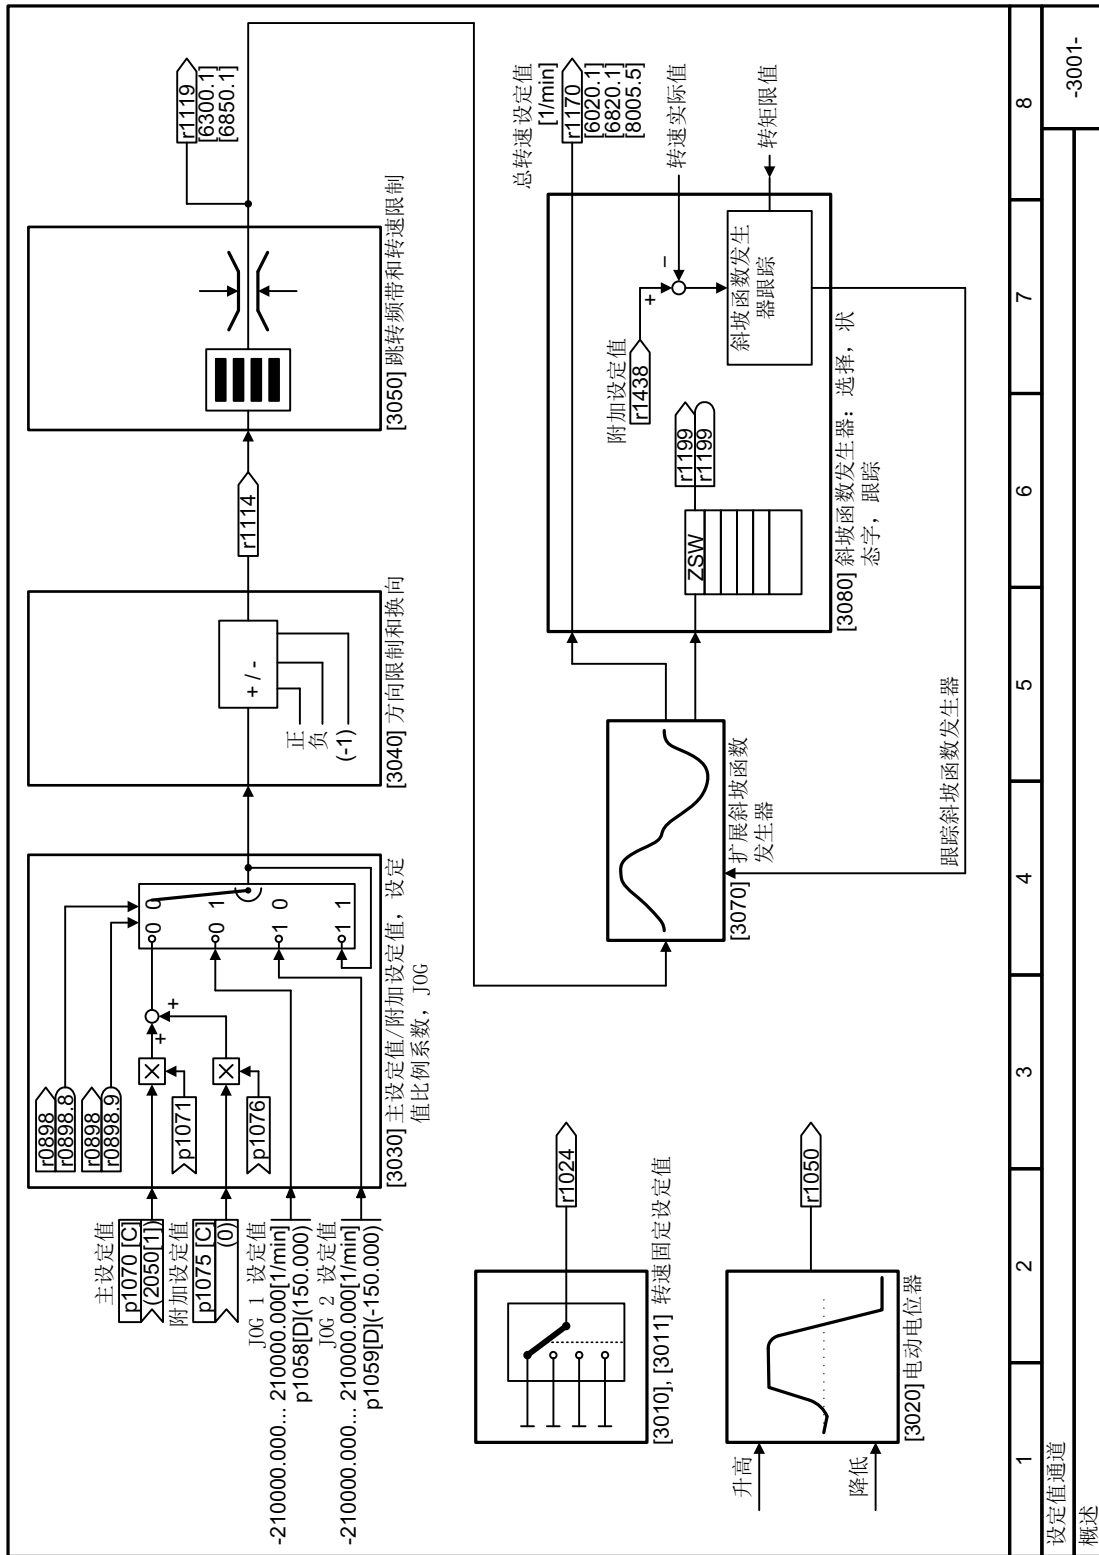 主设定值
p1070 [C]
(2050[1])
附加设定值
p1075 [C]
(0)
JOG 1 设定值
-210000.000... 210000.000[1/min]
p1058[D](150.000)
JOG 2 设定值
-210000.000... 210000.000[1/min]
p1059[D](-150.000)
r0898
r0898.8
r0898
r0898.9
p1071
p1076
+
+
0 0
0 1
1 0
1 1
[3030] 主设定值/附加设定值, 设定
值比例系数, JOG
+ / -
正
负
(-1)
[3040] 方向限制和换向
r1114
[3050] 跳转频带和转速限制
r1119
[6300.1]
[6850.1]
[3010], [3011] 转速固定设定值
r1024
升高
降低
[3020] 电动电位器
r1050
[3070] 扩展斜坡函数
发生器
跟踪斜坡函数发生器
ZSW
r1199
r1199
附加设定值
r1438
+
−
斜坡函数发生
器跟踪
[3080] 斜坡函数发生器: 选择, 状
态字, 跟踪
总转速设定值
[1/min]
r1170
[6020.1]
[6820.1]
[8005.5]
转速实际值
转矩限值
1 2 3 4 5 6 7 8
设定值通道
概述
-3001-